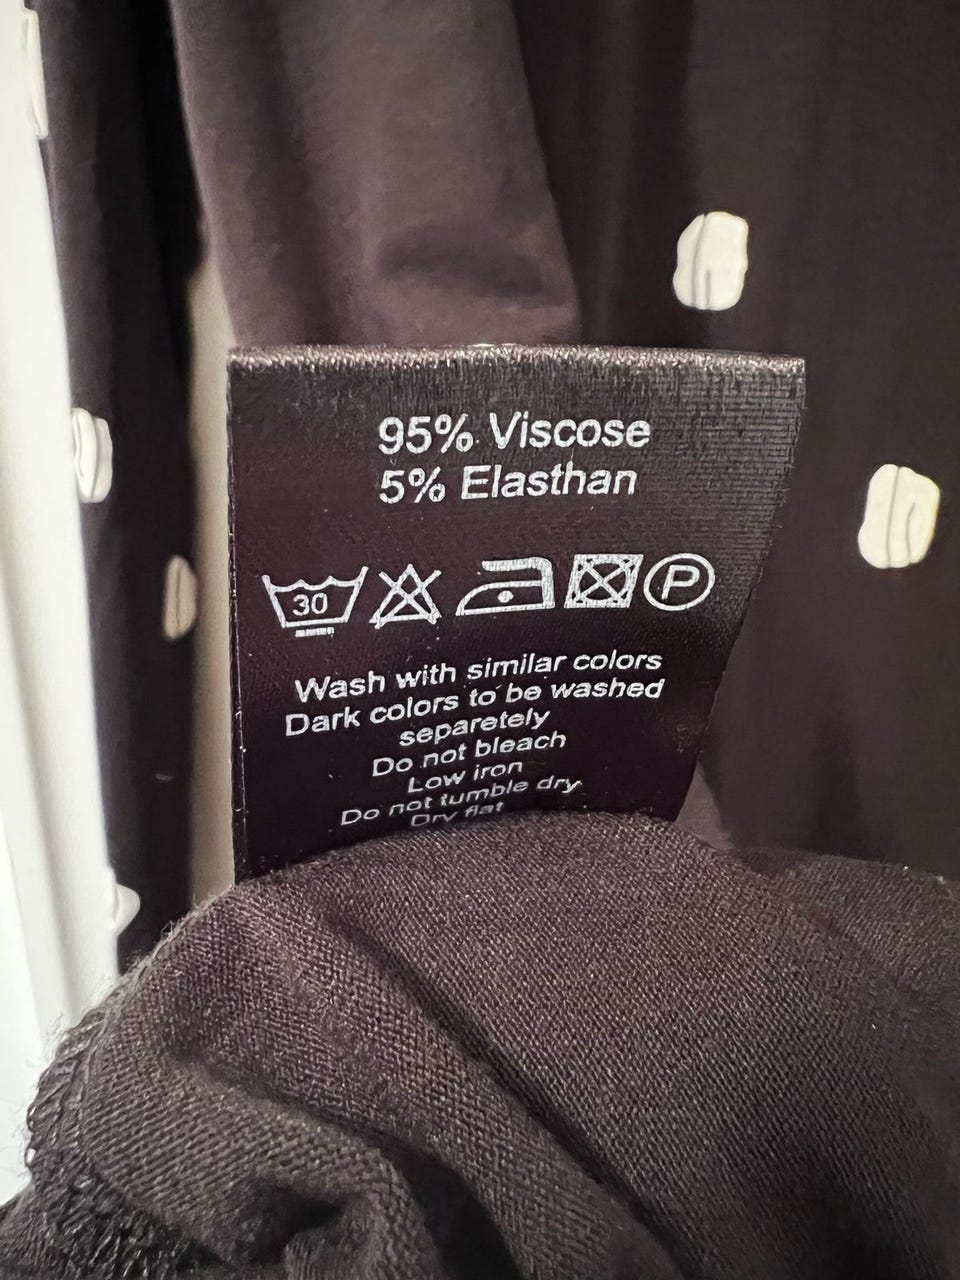 95% Viscose
5% Elasthan
30 P
Wash with similar colors
Dark colors to be washed
separetely
Do not bleach
Low iron
Do not tumble dry
Dry flat